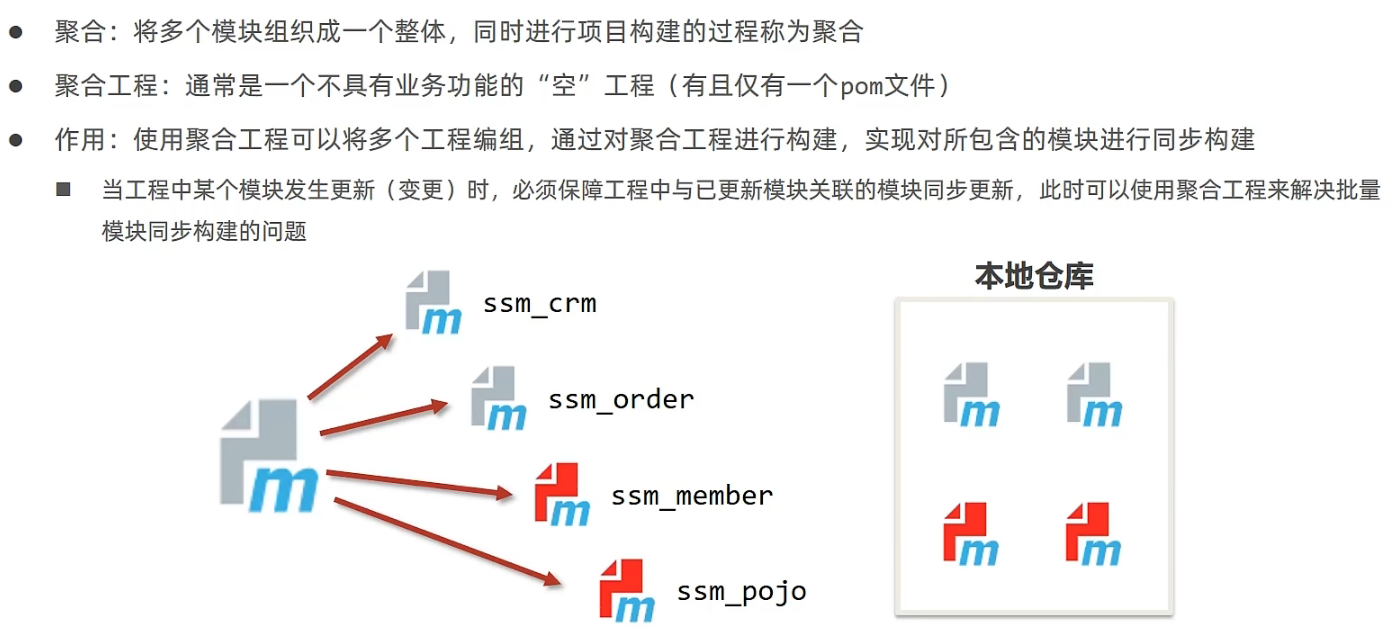 ● 聚合：将多个模块组织成一个整体，同时进行项目构建的过程称为聚合
● 聚合工程：通常是一个不具有业务功能的“空”工程（有且仅有一个pom文件）
● 作用：使用聚合工程可以将多个工程编组，通过对聚合工程进行构建，实现对所包含的模块进行同步构建
■ 当工程中某个模块发生更新（变更）时，必须保障工程中与已更新模块关联的模块同步更新，此时可以使用聚合工程来解决批量
模块同步构建的问题
本地仓库
m ssm_crm
m ssm_order
m
m ssm_member
m ssm_pojo
m m
m m